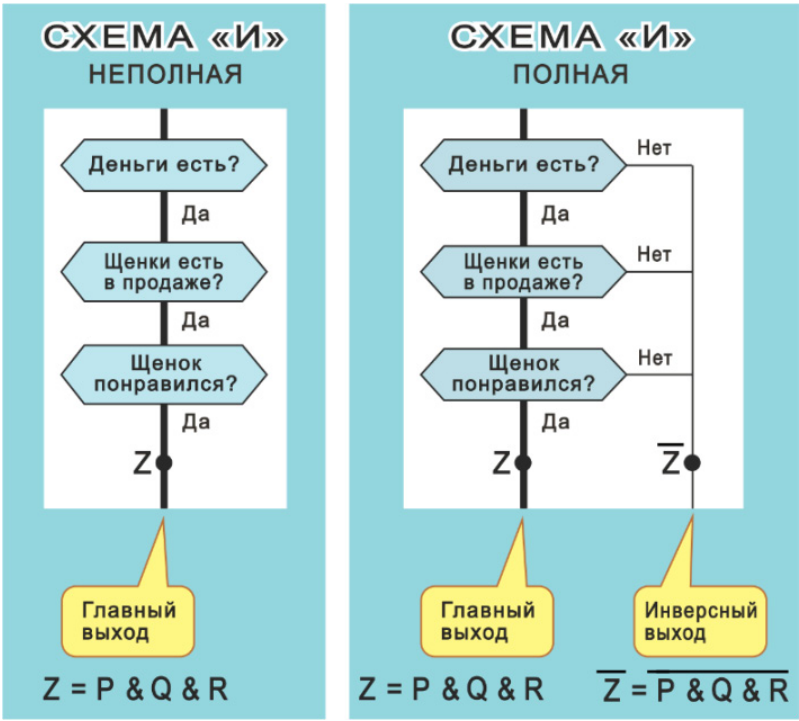 СХЕМА «И»
НЕПОЛНАЯ
Деньги есть?
Да
Щенки есть
в продаже?
Да
Щенок
понравился?
Да
Z
Главный
выход
Z = P & Q & R
СХЕМА «И»
ПОЛНАЯ
Деньги есть?
Нет
Да
Щенки есть
в продаже?
Нет
Да
Щенок
понравился?
Нет
Да
Z
Z̅
Главный
выход
Инверсный
выход
Z = P & Q & R
Z̅ = P̅ ̅&̅ ̅Q̅ ̅&̅ ̅R̅